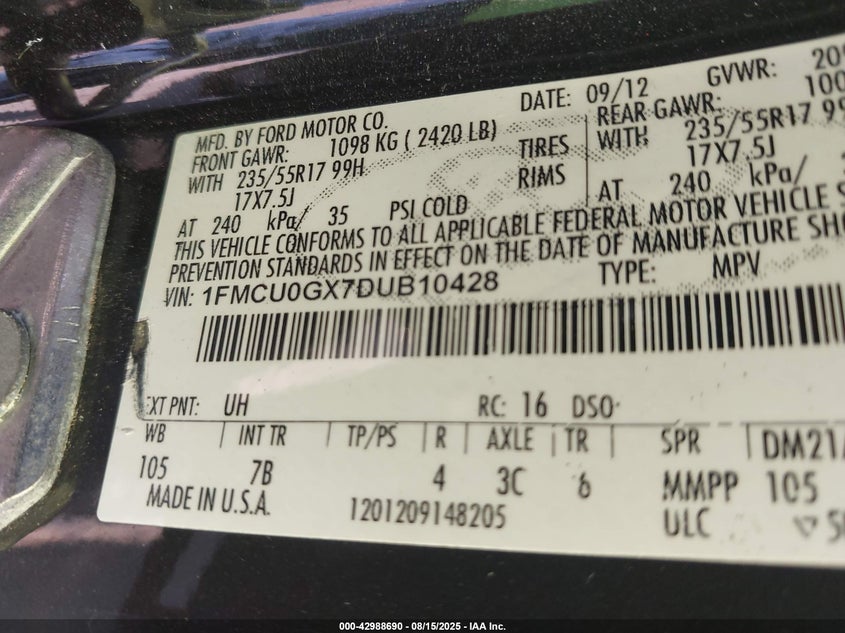 MFD. BY FORD MOTOR CO. DATE: 09/12 GVWR:
FRONT GAWR: 1098 KG ( 2420 LB) REAR GAWR:
WITH 235/55R17 99H TIRES WITH 235/55R17
17X7.5J RIMS 17X7.5J
AT 240 kPa/ 35 PSI COLD AT 240 kPa/
THIS VEHICLE CONFORMS TO ALL APPLICABLE FEDERAL MOTOR VEHICLE
PREVENTION STANDARDS IN EFFECT ON THE DATE OF MANUFACTURE
VIN: 1FMCU0GX7DUB10428 TYPE: MPV
EXT PNT: UH RC: 16 DSO:
WB INT TR TP/PS R AXLE TR SPR DM21
105 7B 4 3C 6 MMPP 105
MADE IN U.S.A. 1201209148205 ULC
000-42988690 - 08/15/2025 - IAA Inc.